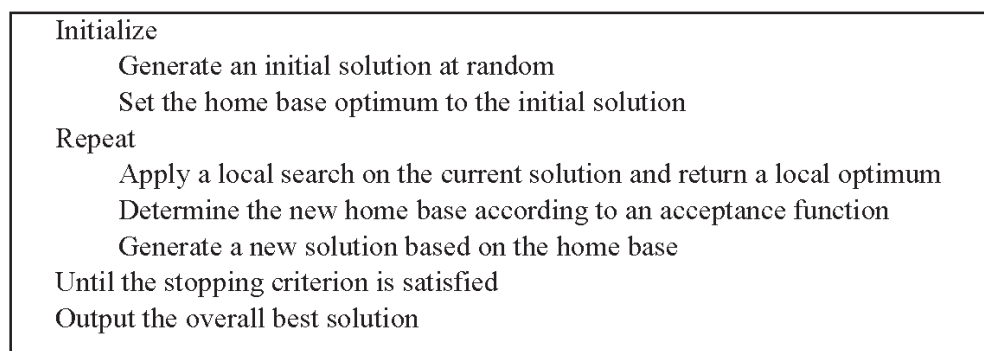 Initialize
Generate an initial solution at random
Set the home base optimum to the initial solution
Repeat
Apply a local search on the current solution and return a local optimum
Determine the new home base according to an acceptance function
Generate a new solution based on the home base
Until the stopping criterion is satisfied
Output the overall best solution